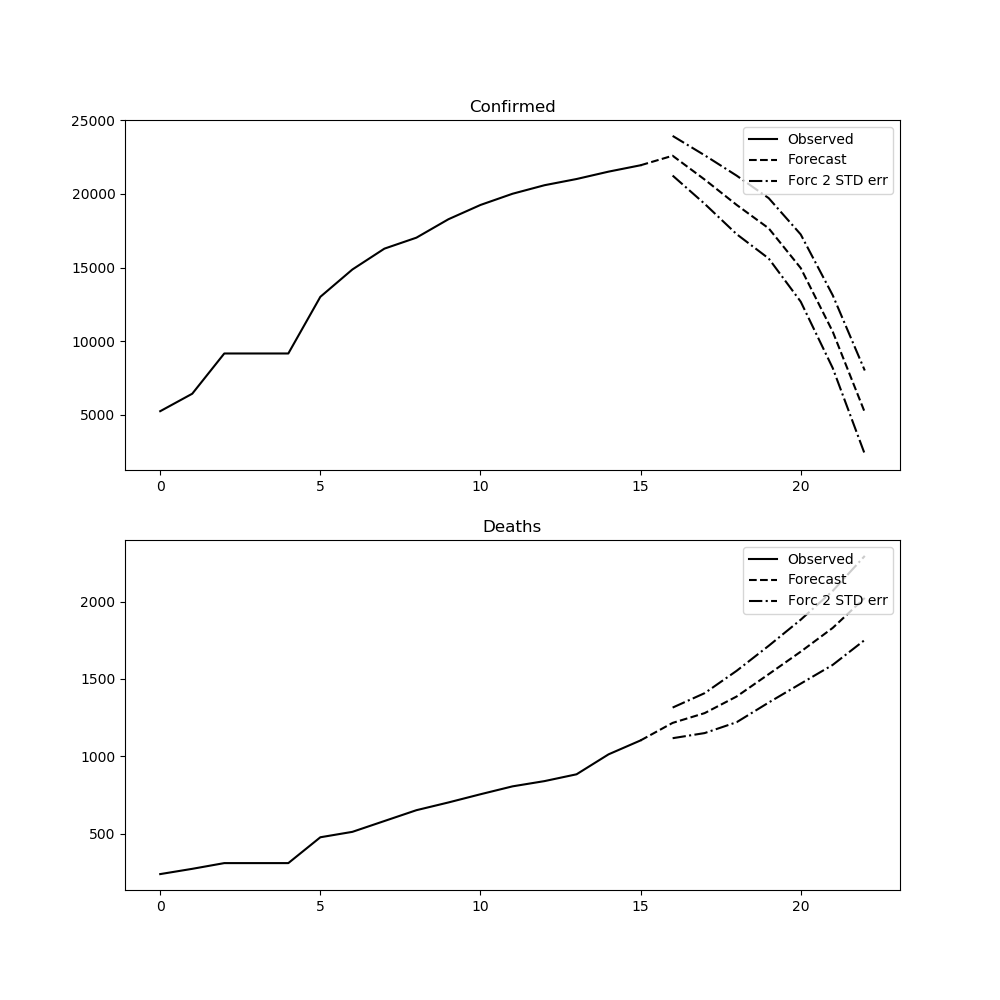 Confirmed
25000
20000
15000
10000
5000
Observed
Forecast
Forc 2 STD err
0 5 10 15 20
Deaths
2000
1500
1000
500
Observed
Forecast
Forc 2 STD err
0 5 10 15 20